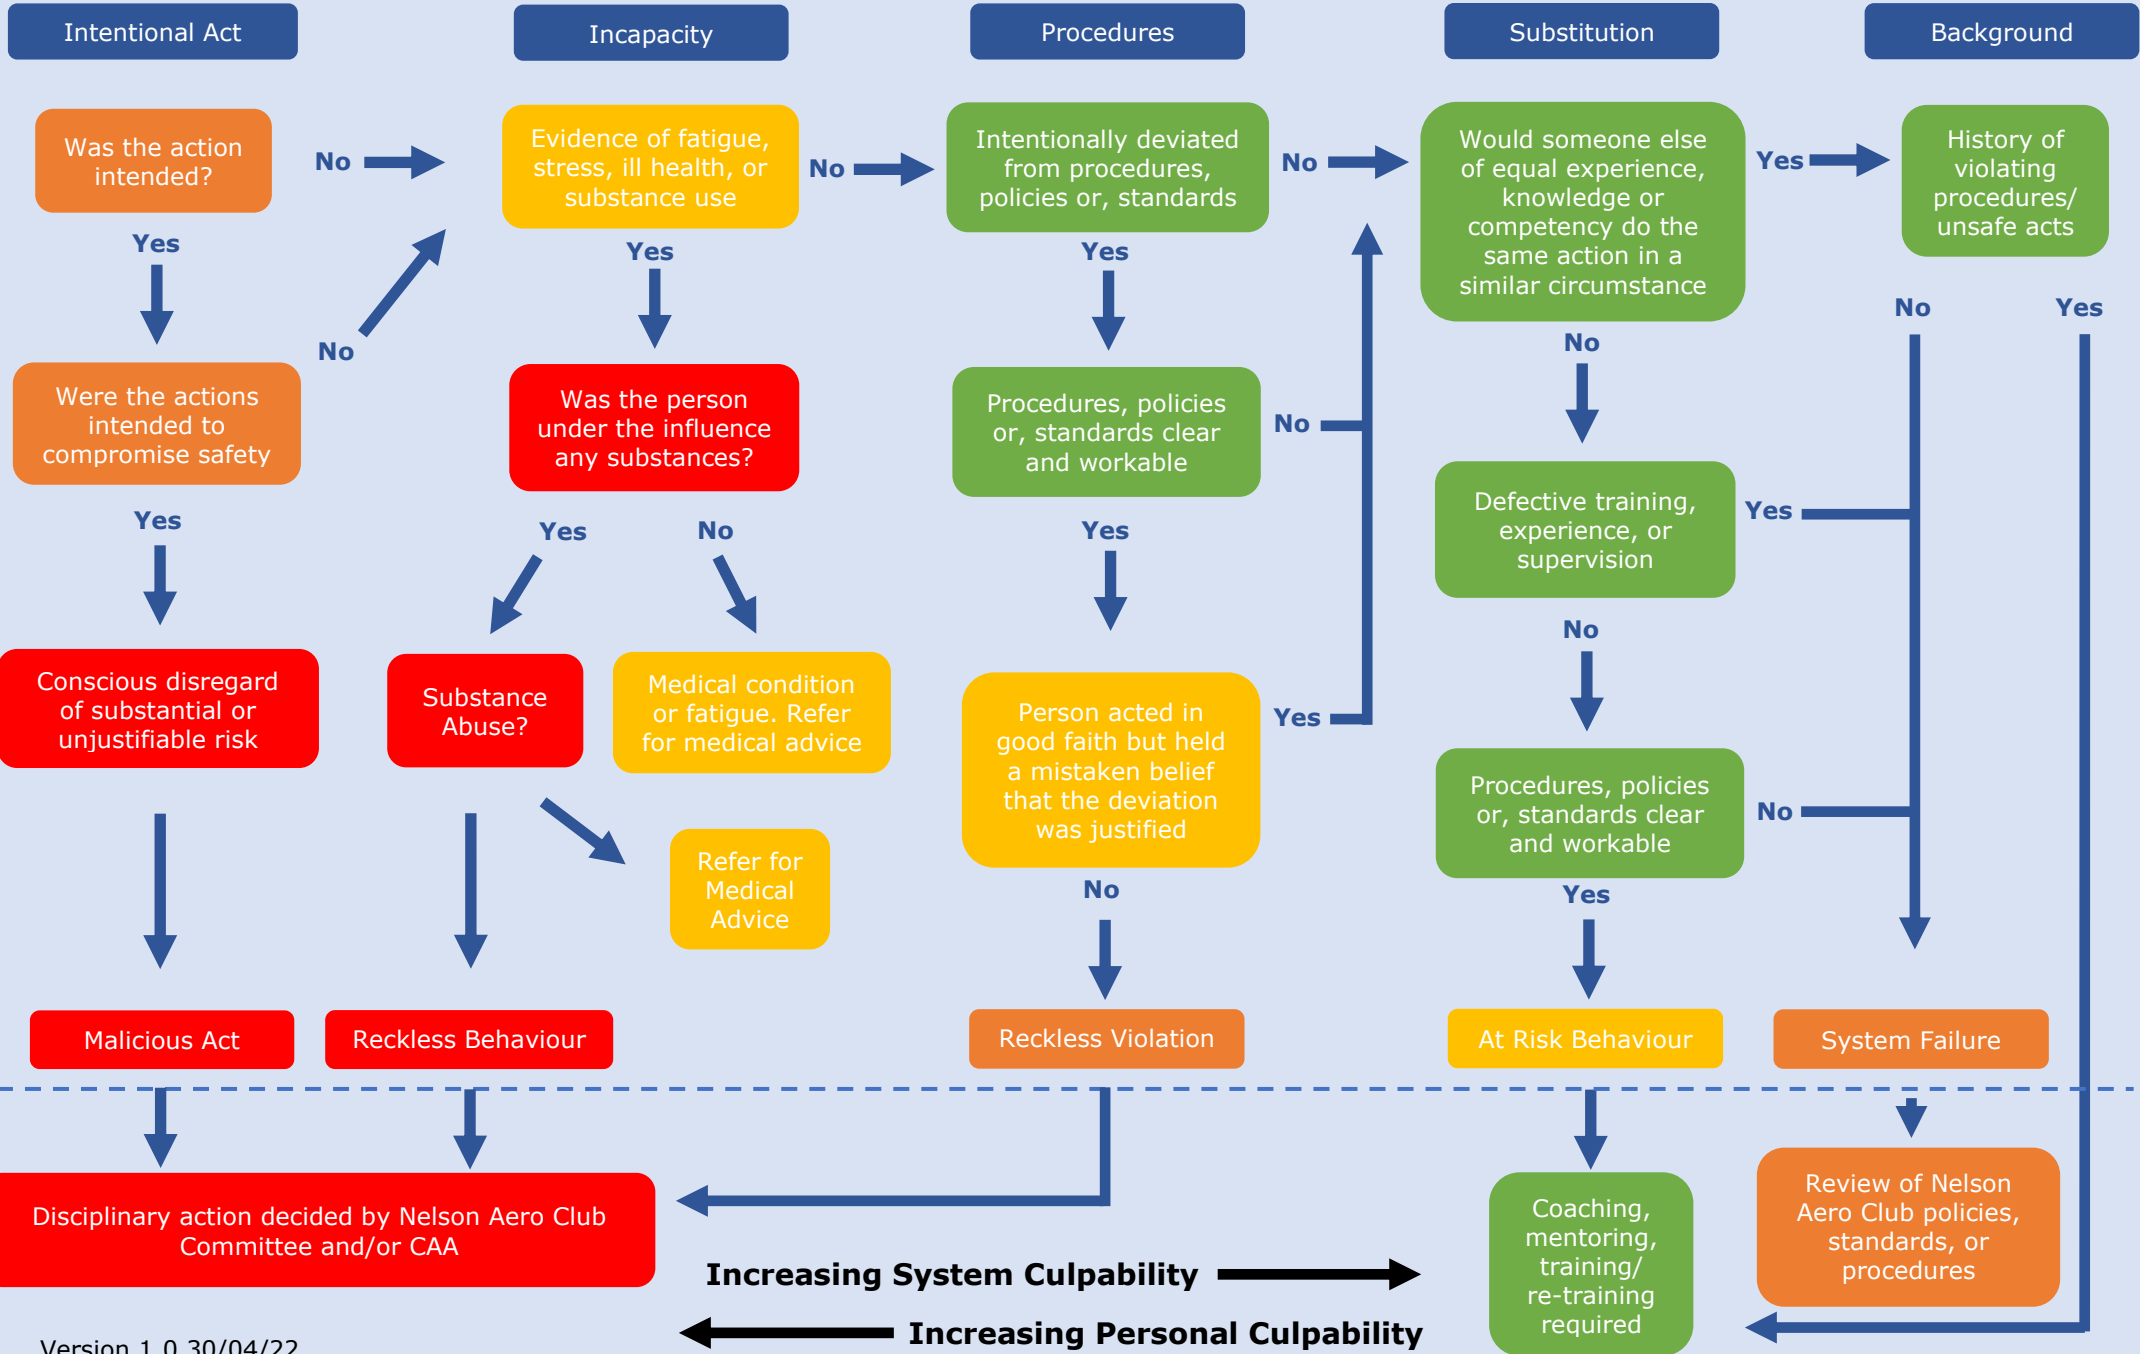 Intentional Act
Incapacity
Procedures
Substitution
Background
Was the action
intended?
No
Evidence of fatigue,
stress, ill health, or
substance use
No
Intentionally deviated
from procedures,
policies or, standards
No
Would someone else
of equal experience,
knowledge or
competency do the
same action in a
similar circumstance
Yes
History of
violating
procedures/
unsafe acts
Yes
No
Yes
Yes
No
No
Yes
Were the actions
intended to
compromise safety
Was the person
under the influence
any substances?
Procedures, policies
or, standards clear
and workable
No
Defective training,
experience, or
supervision
Yes
Yes
Yes
No
Yes
No
Conscious disregard
of substantial or
unjustifiable risk
Substance
Abuse?
Medical condition
or fatigue. Refer
for medical advice
Person acted in
good faith but held
a mistaken belief
that the deviation
was justified
Yes
Procedures, policies
or, standards clear
and workable
No
Refer for
Medical
Advice
No
Yes
Malicious Act
Reckless Behaviour
Reckless Violation
At Risk Behaviour
System Failure
Disciplinary action decided by Nelson Aero Club
Committee and/or CAA
Coaching,
mentoring,
training/
re-training
required
Review of Nelson
Aero Club policies,
standards, or
procedures
Increasing System Culpability
Increasing Personal Culpability
Version 1.0 30/04/22